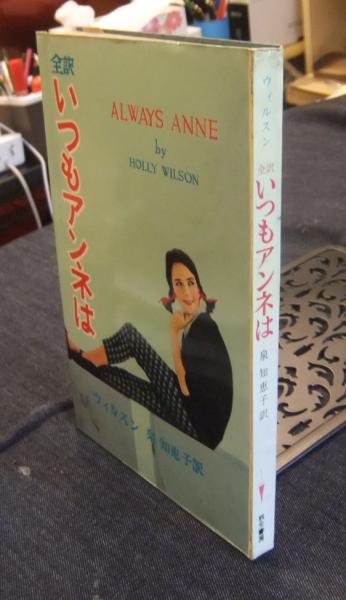 全訳
いつもアンネは
ALWAYS ANNE
by
HOLLY WILSON
ウィルスン 泉 知恵子訳
ウィルスン
全訳
いつもアンネは
泉 知恵子訳